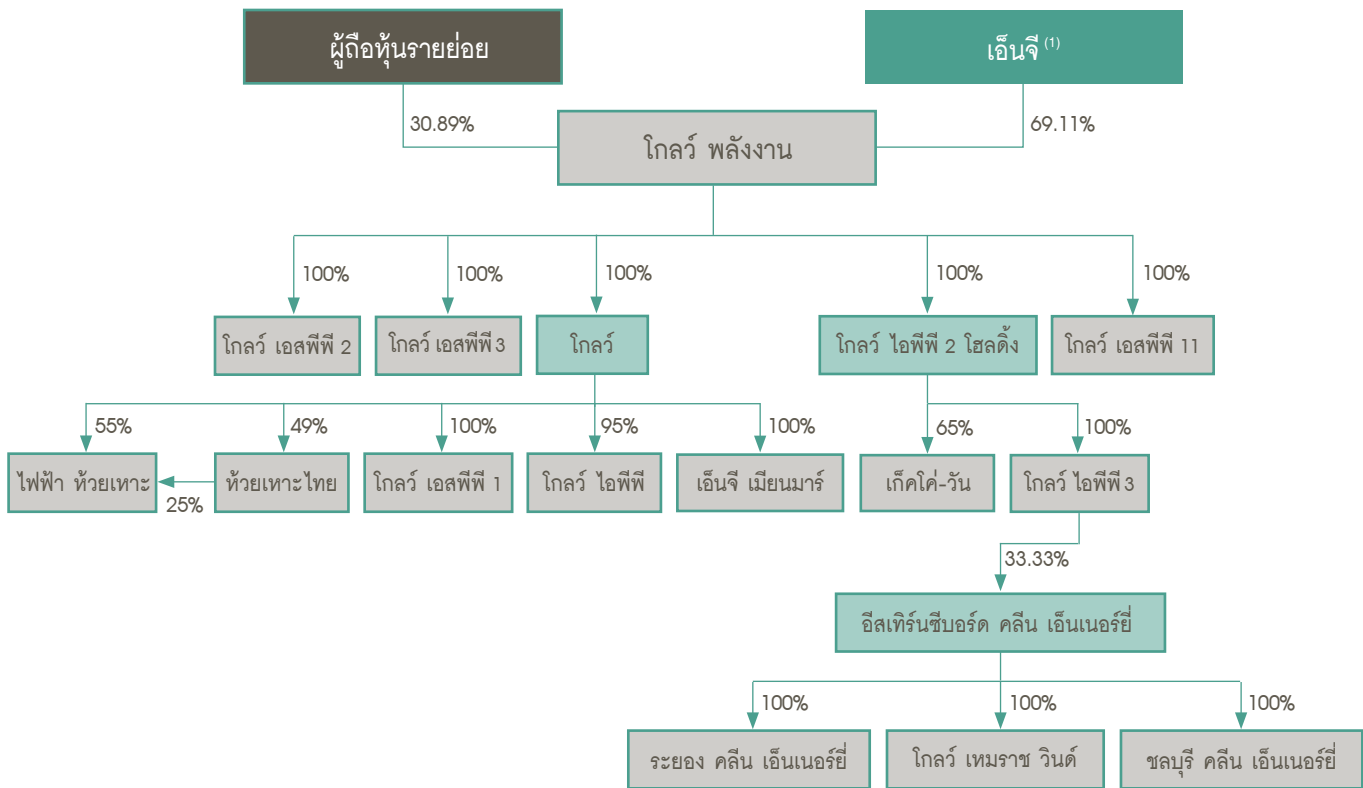 ผู้ถือหุ้นรายย่อย
เอ็นจี (1)
30.89%
69.11%
โกลว์ พลังงาน
100%
100%
100%
100%
100%
โกลว์ เอสพีพี 2
โกลว์ เอสพีพี 3
โกลว์
โกลว์ ไอพีพี 2 โฮลดิ้ง
โกลว์ เอสพีพี 11
55%
49%
100%
95%
100%
65%
100%
ไฟฟ้า ห้วยเหาะ
ห้วยเหาะไทย
โกลว์ เอสพีพี 1
โกลว์ ไอพีพี
เอ็นจี เมียนมาร์
เก็คโค่-วัน
โกลว์ ไอพีพี 3
25%
33.33%
อีสเทิร์นซีบอร์ด คลีน เอ็นเนอร์ยี่
100%
100%
100%
ระยอง คลีน เอ็นเนอร์ยี่
โกลว์ เหมราช วินด์
ชลบุรี คลีน เอ็นเนอร์ยี่